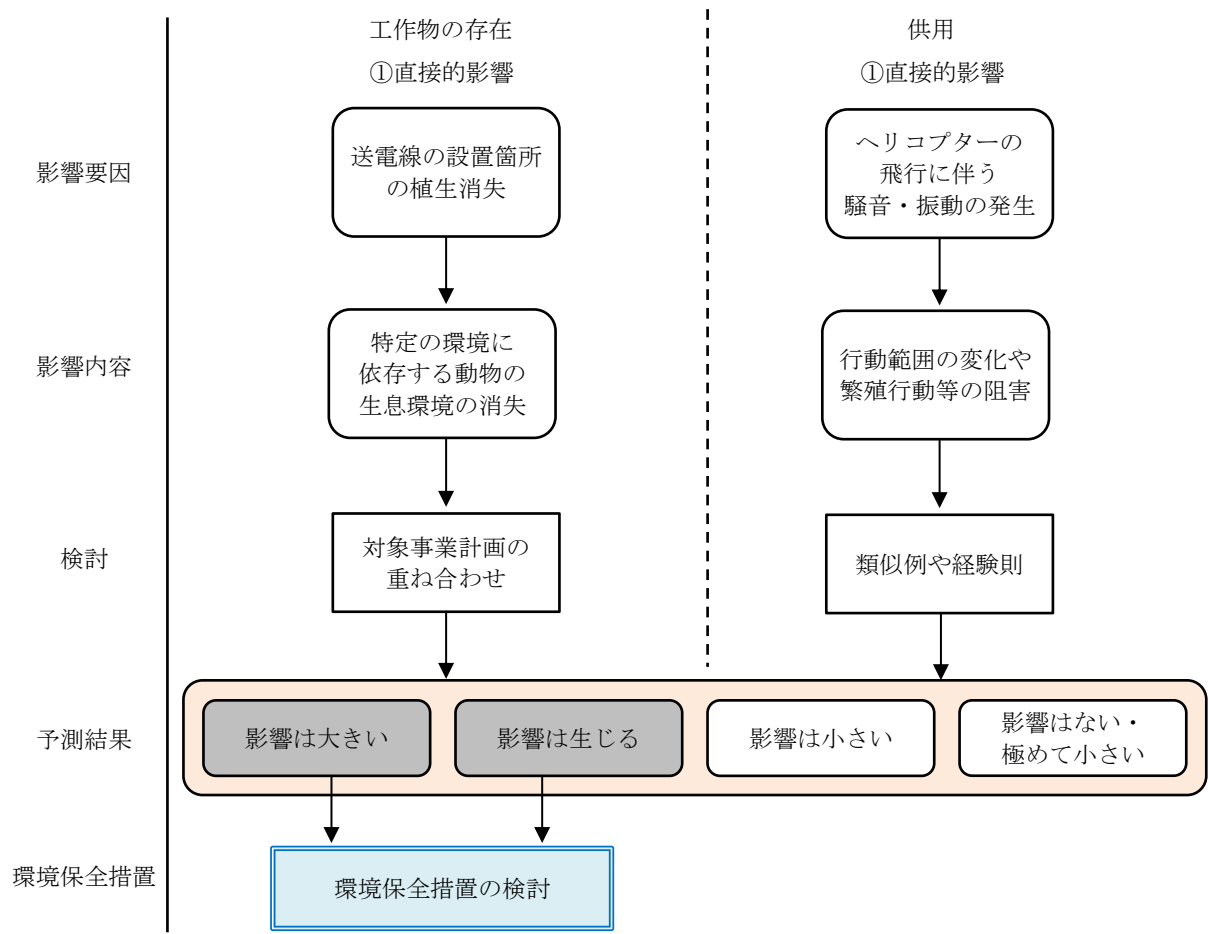 工作物の存在
①直接的影響
供用
①直接的影響
影響要因
送電線の設置箇所
の植生消失
ヘリコプターの
飛行に伴う
騒音・振動の発生
影響内容
特定の環境に
依存する動物の
生息環境の消失
行動範囲の変化や
繁殖行動等の阻害
検討
対象事業計画の
重ね合わせ
類似例や経験則
予測結果
影響は大きい
影響は生じる
影響は小さい
影響はない・
極めて小さい
環境保全措置
環境保全措置の検討